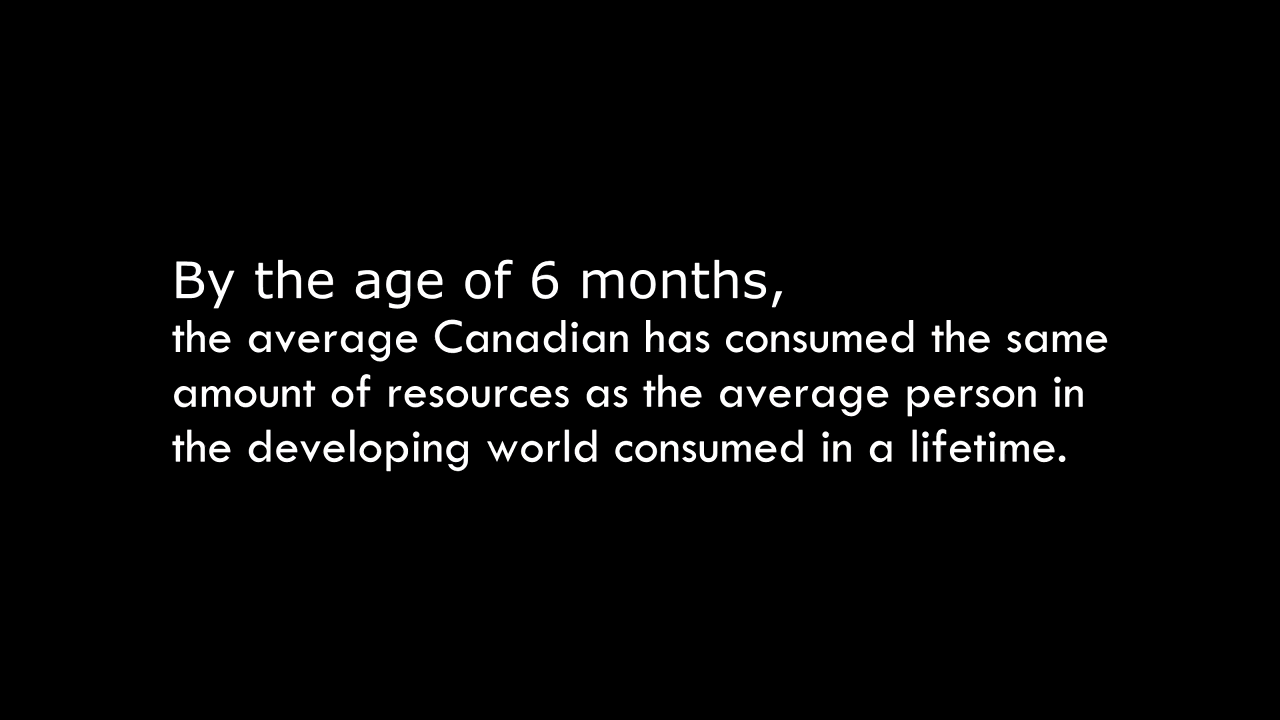 By the age of 6 months,
the average Canadian has consumed the same
amount of resources as the average person in
the developing world consumed in a lifetime.